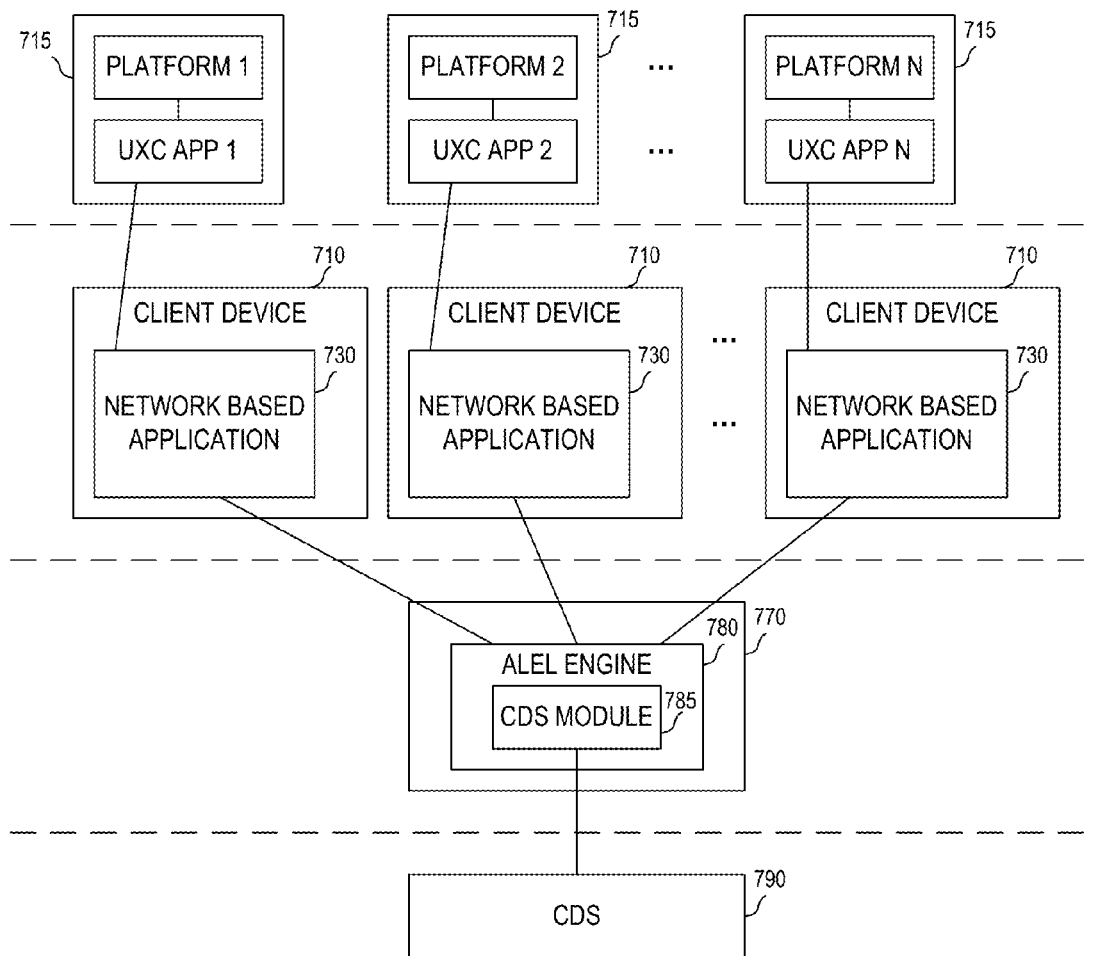 715
PLATFORM 1
UXC APP 1
715
PLATFORM 2
UXC APP 2
...
...
715
PLATFORM N
UXC APP N
710
CLIENT DEVICE
730
NETWORK BASED
APPLICATION
710
CLIENT DEVICE
730
NETWORK BASED
APPLICATION
...
...
710
CLIENT DEVICE
730
NETWORK BASED
APPLICATION
770
780
ALEL ENGINE
785
CDS MODULE
790
CDS